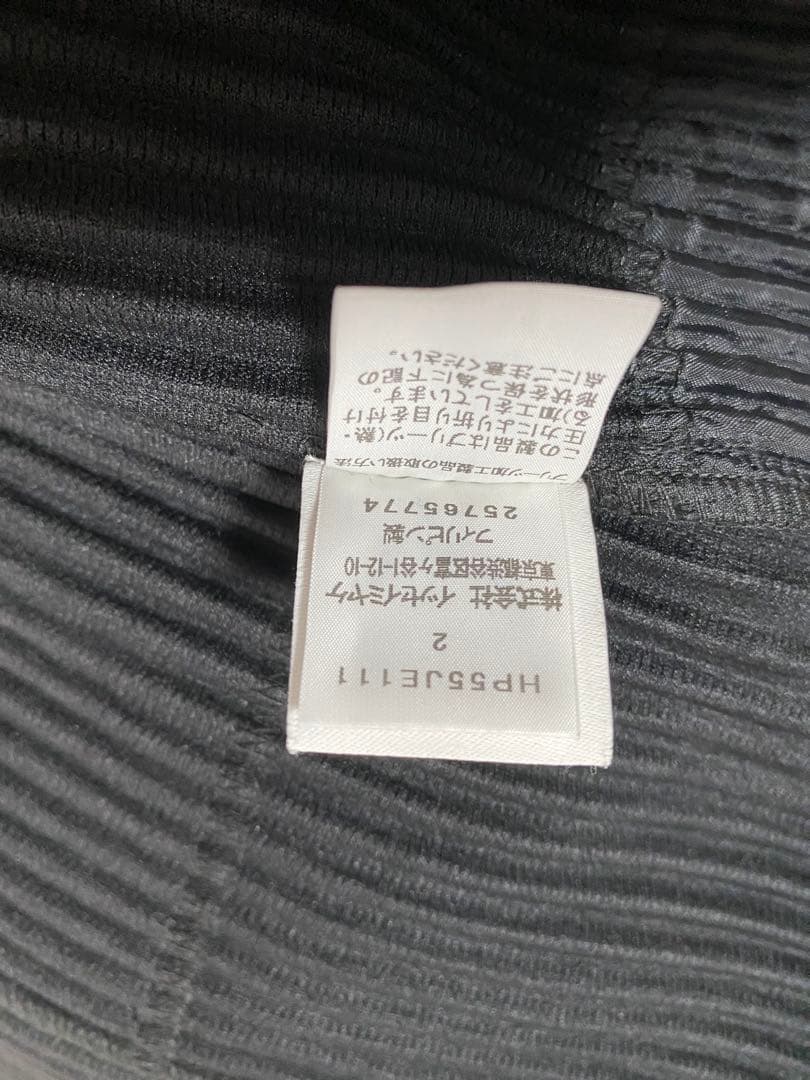 HP55JE111
2
株式会社 イッセイミヤケ
東京都渋谷区富ヶ谷1-12-10
フィリピン製
25765774
プリーツ加工製品の取扱い方法
この製品はプリーツ(熱・
圧力により折り目を付け
る)加工をしています。
形状を保つ為に下記の
点にご注意ください。